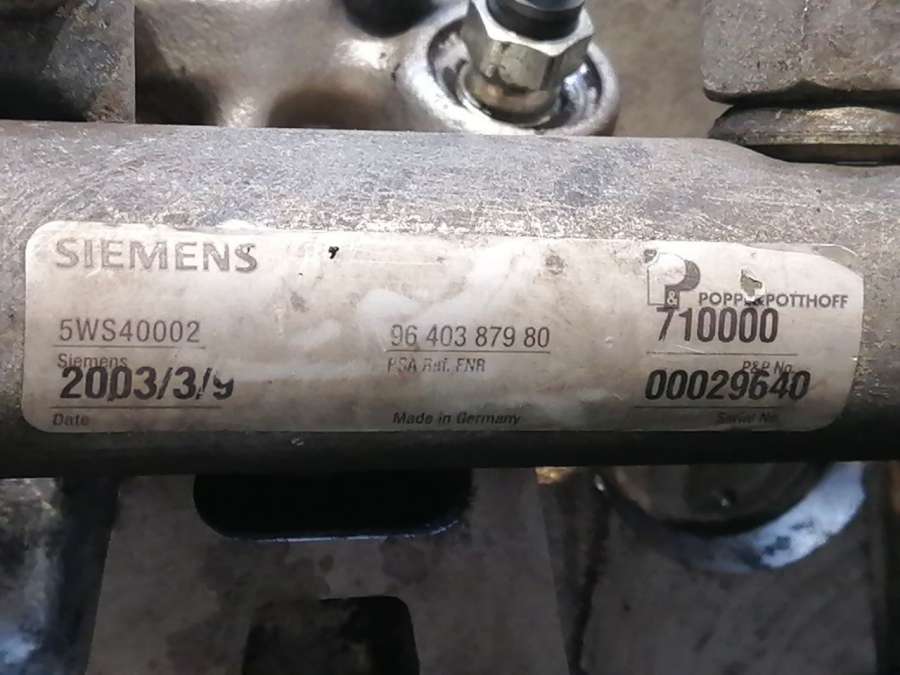 SIEMENS
P&P POPPE&POTTHOFF
5WS40002 96 403 879 80 710000
Siemens PSA Ref. FNR P&P No.
2003/3/9 00029640
Date Made in Germany Serial No.